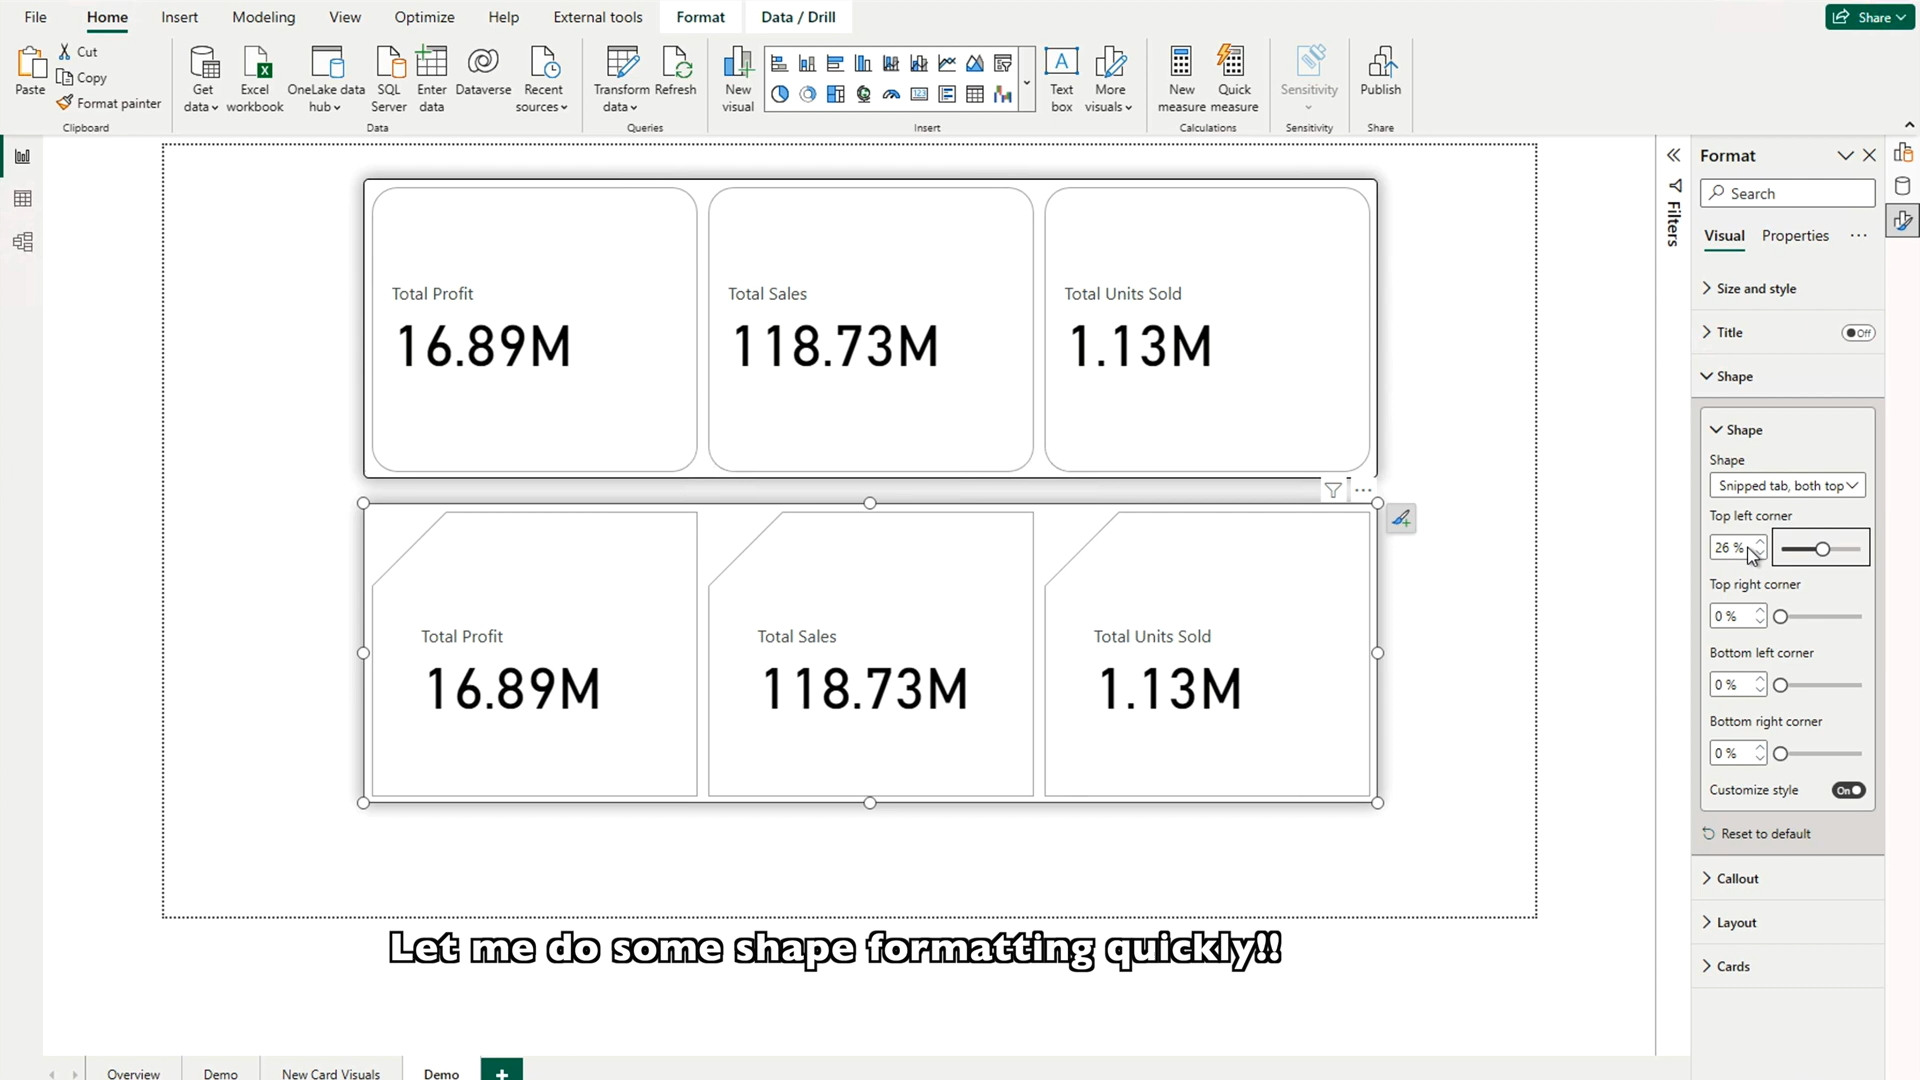 File Home Insert Modeling View Optimize Help External tools Format Data / Drill Share
Paste Cut Copy Format painter
Get data Excel workbook OneLake data hub SQL Server Enter data Dataverse Recent sources Transform data Refresh New visual Text box More visuals New measure Quick measure Sensitivity Publish
Clipboard Data Queries Insert Calculations Sensitivity Share
Total Profit
16.89M
Total Sales
118.73M
Total Units Sold
1.13M
Total Profit
16.89M
Total Sales
118.73M
Total Units Sold
1.13M
Let me do some shape formatting quickly!!
Filters
Format
Search
Visual Properties
Size and style
Title Off
Shape
Shape
Shape
Snipped tab, both top
Top left corner
26 %
Top right corner
0 %
Bottom left corner
0 %
Bottom right corner
0 %
Customize style On
Reset to default
Callout
Layout
Cards
Overview Demo New Card Visuals Demo